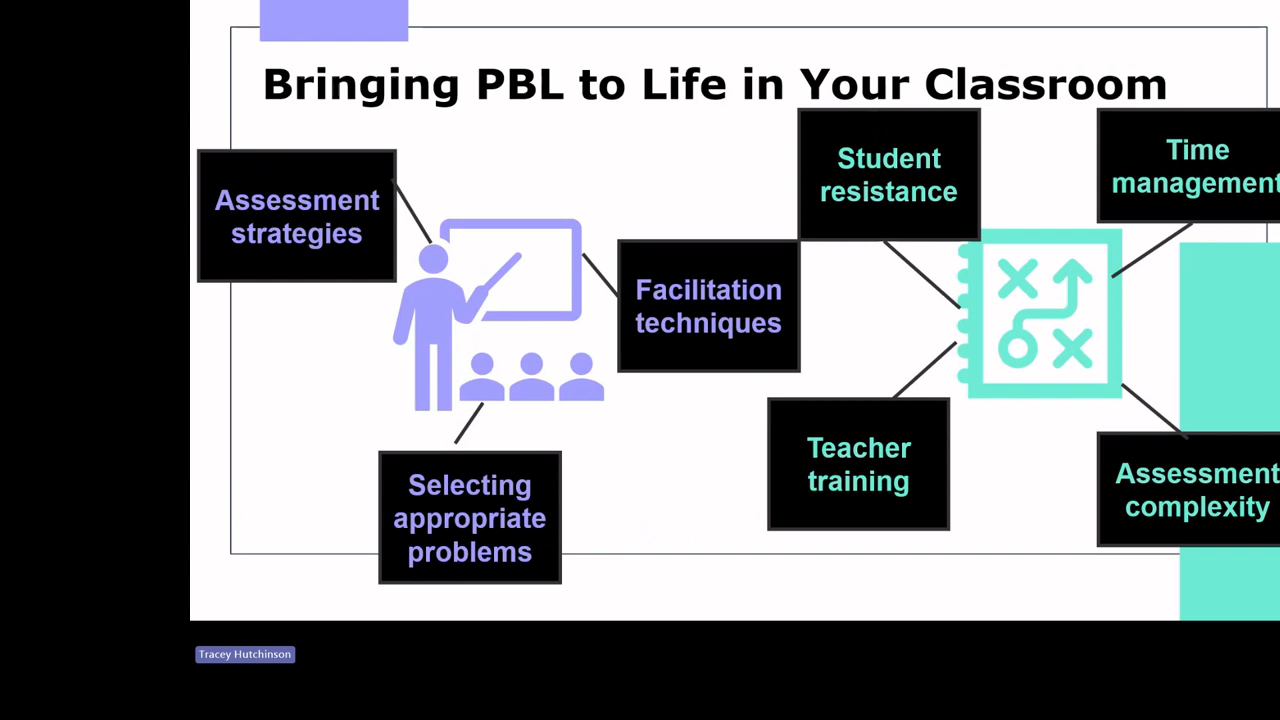 Bringing PBL to Life in Your Classroom
Assessment
strategies
Facilitation
techniques
Selecting
appropriate
problems
Student
resistance
Time
management
Teacher
training
Assessment
complexity
Tracey Hutchinson